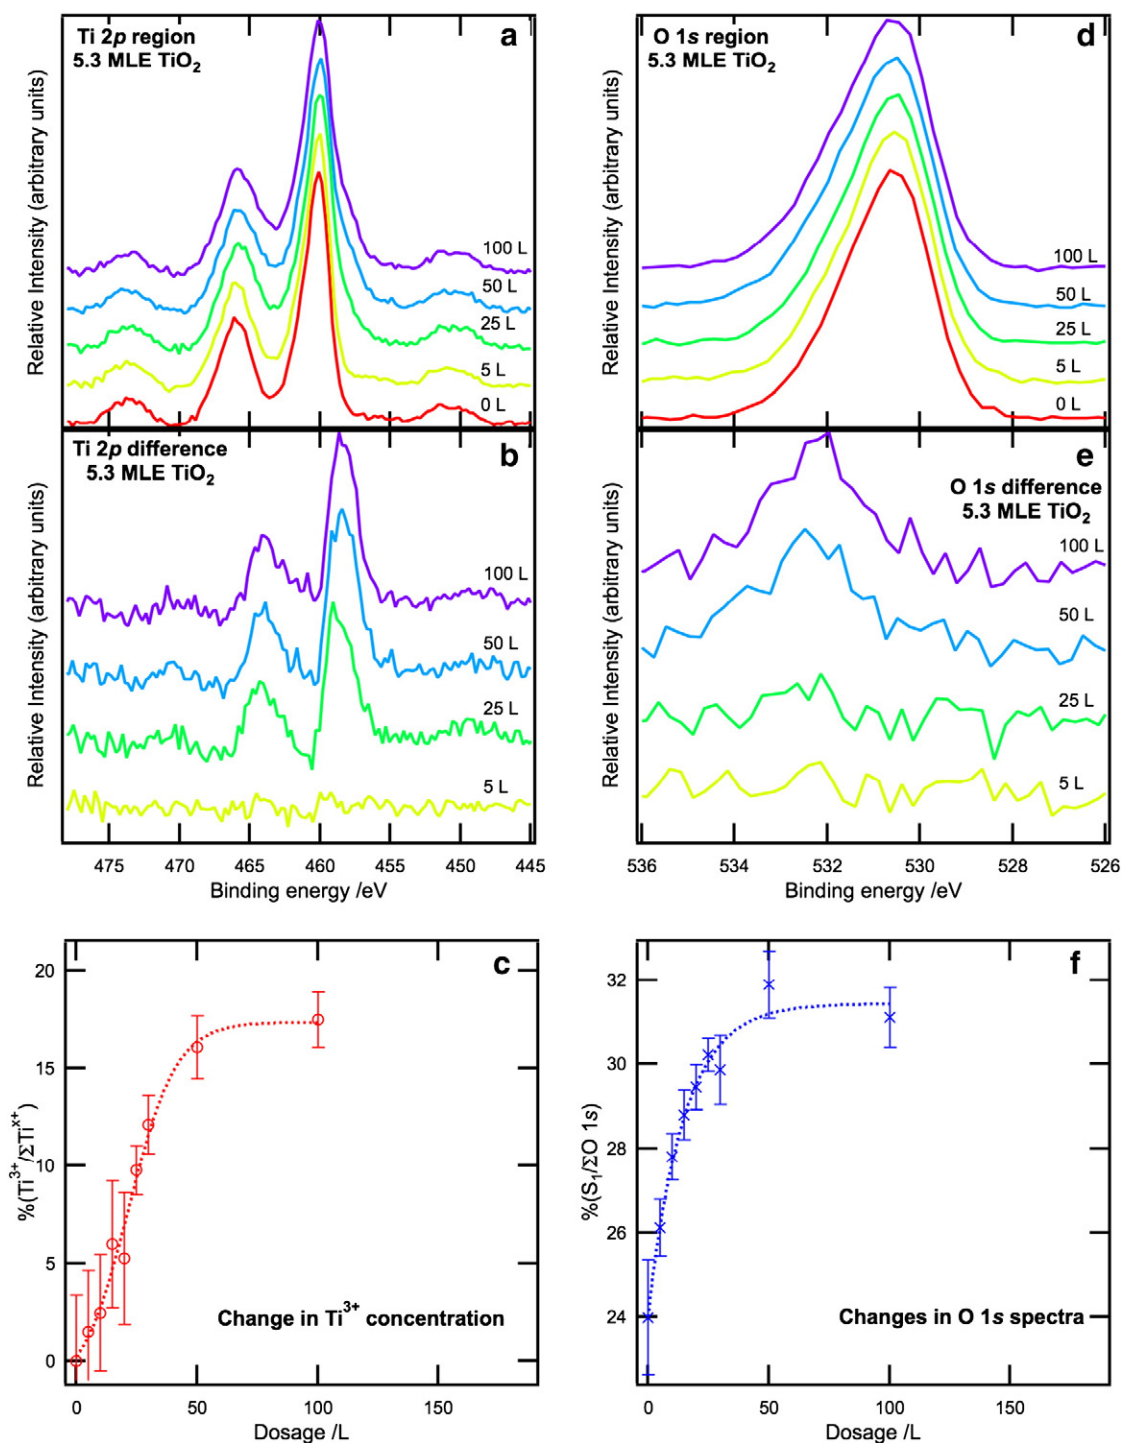 Ti 2p region
5.3 MLE TiO₂
a
Relative Intensity (arbitrary units)
100 L
50 L
25 L
5 L
0 L
Ti 2p difference
5.3 MLE TiO₂
b
Relative Intensity (arbitrary units)
100 L
50 L
25 L
5 L
475 470 465 460 455 450 445
Binding energy /eV
O 1s region
5.3 MLE TiO₂
d
Relative Intensity (arbitrary units)
100 L
50 L
25 L
5 L
0 L
e
O 1s difference
5.3 MLE TiO₂
Relative Intensity (arbitrary units)
100 L
50 L
25 L
5 L
536 534 532 530 528 526
Binding energy /eV
c
%(Ti³⁺/ΣTiˣ⁺)
20
15
10
5
0
Change in Ti³⁺ concentration
0 50 100 150
Dosage /L
f
%(S₁/ΣO 1s)
32
30
28
26
24
Changes in O 1s spectra
0 50 100 150
Dosage /L